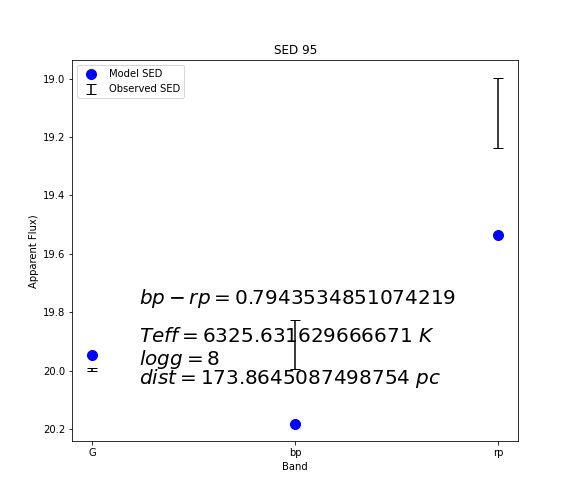 SED 95
Model SED
Observed SED
19.0
19.2
19.4
19.6
19.8
20.0
20.2
Apparent Flux)
bp − rp = 0.7943534851074219
Teff = 6325.631629666671 K
logg = 8
dist = 173.8645087498754 pc
G
bp
rp
Band